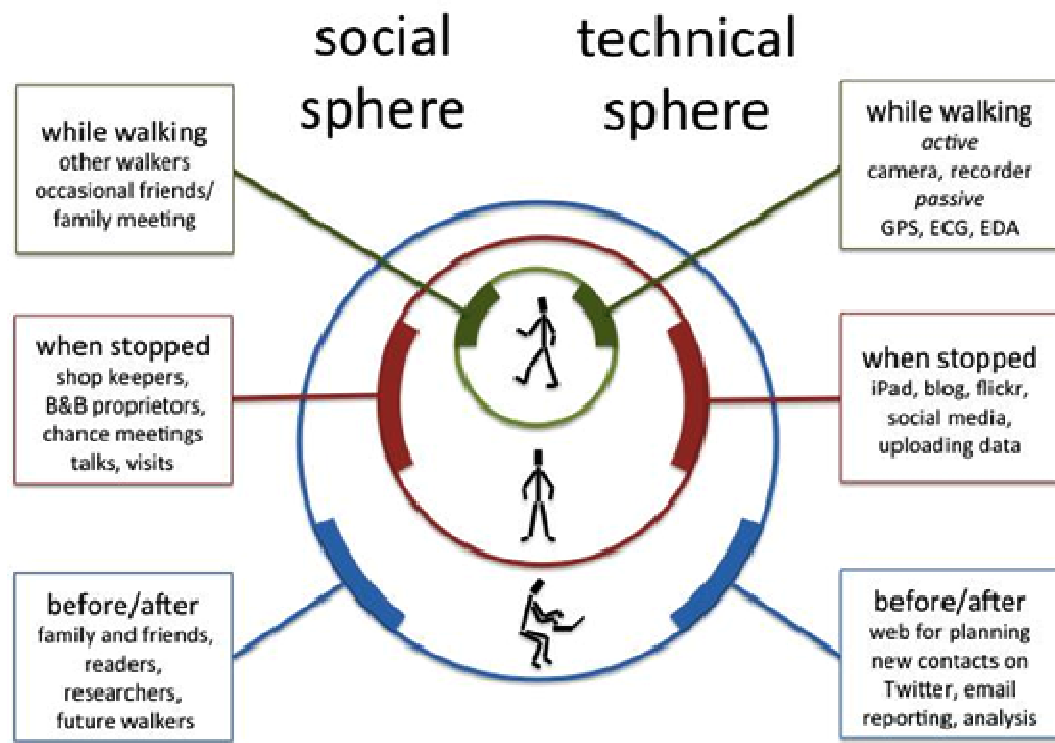 social
sphere
technical
sphere
while walking
other walkers
occasional friends/
family meeting
when stopped
shop keepers,
B&B proprietors,
chance meetings
talks, visits
before/after
family and friends,
readers,
researchers,
future walkers
while walking
active
camera, recorder
passive
GPS, ECG, EDA
when stopped
iPad, blog, flickr,
social media,
uploading data
before/after
web for planning
new contacts on
Twitter, email
reporting, analysis